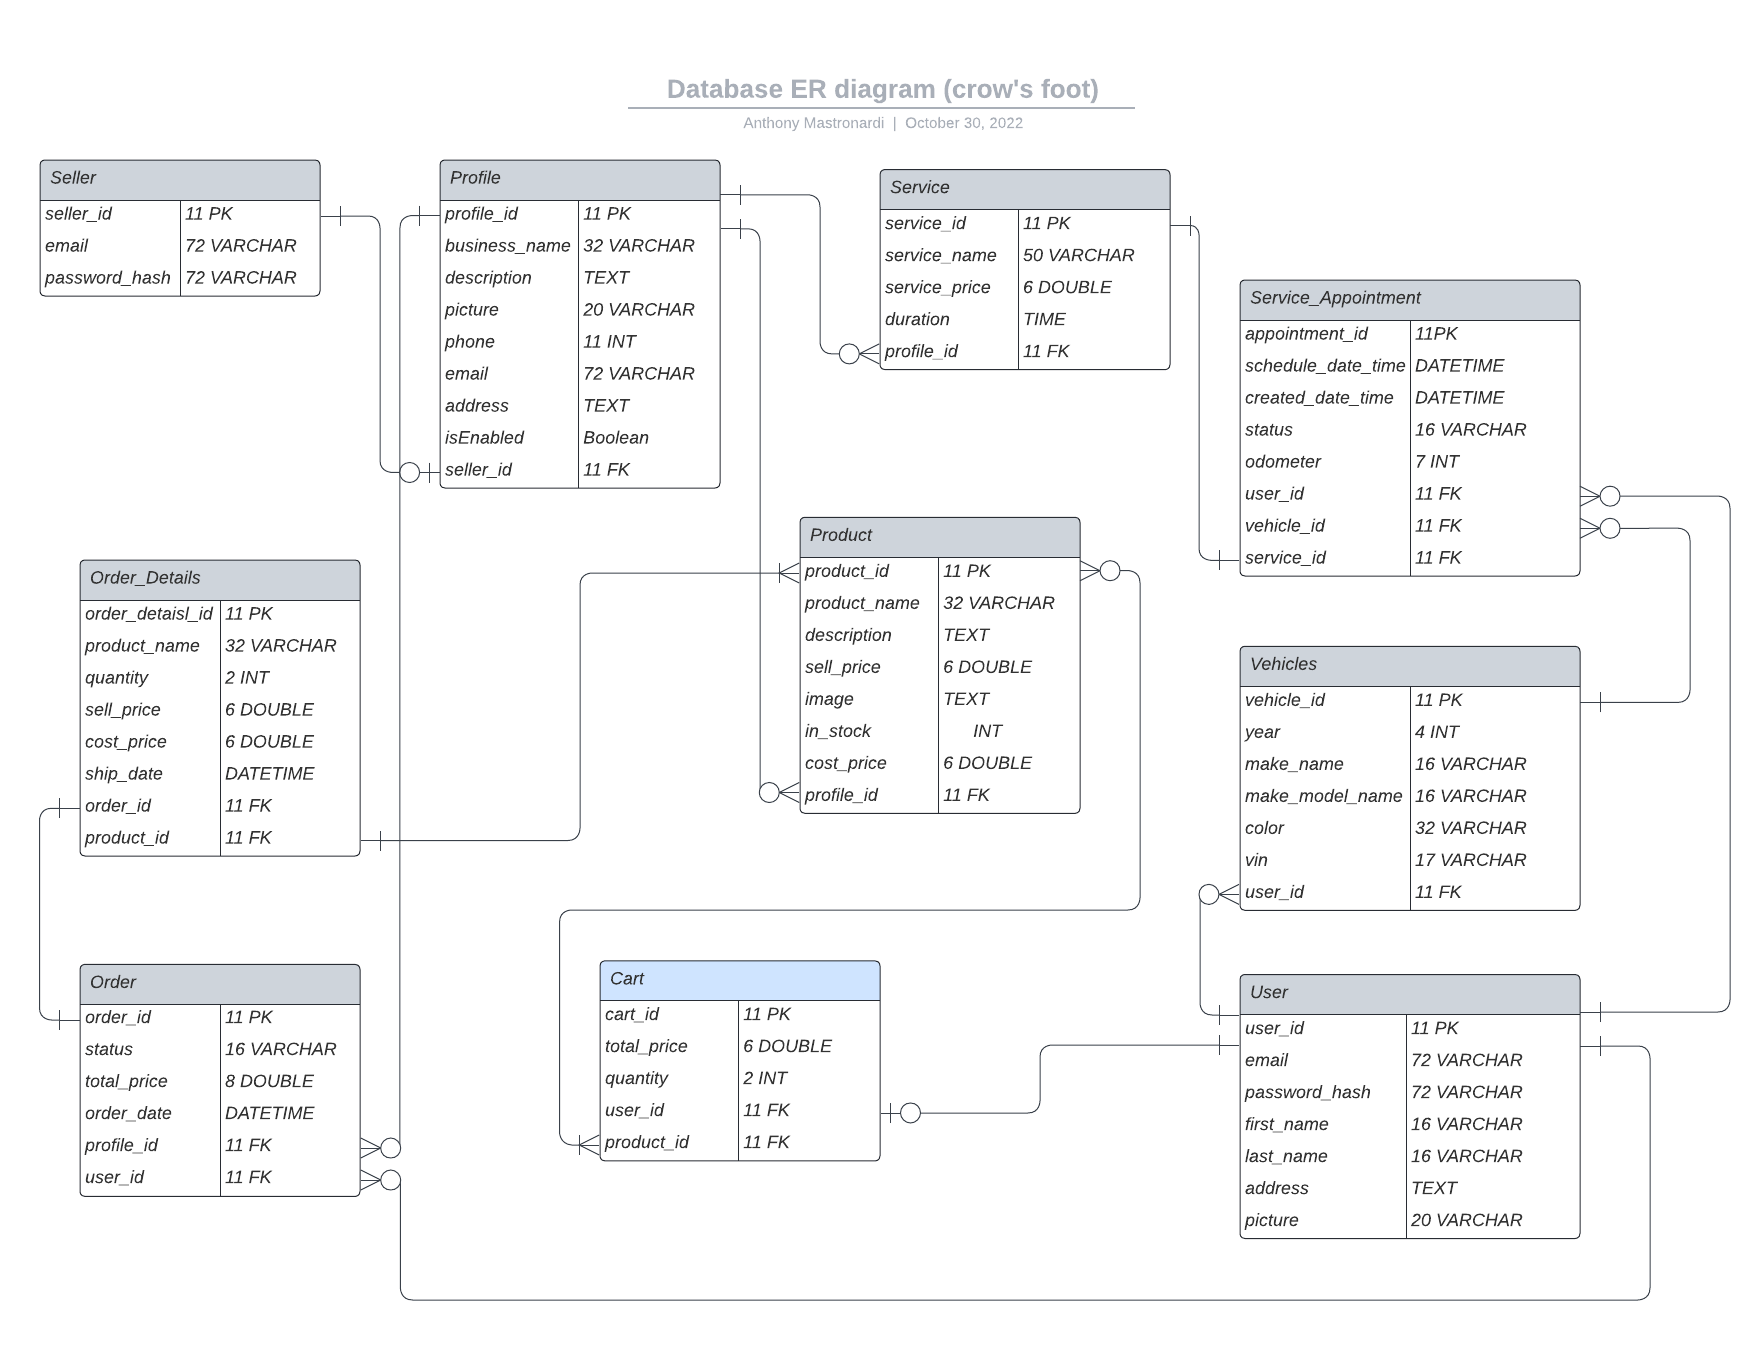 Database ER diagram (crow's foot)
Anthony Mastronardi | October 30, 2022
Seller
seller_id 11 PK
email 72 VARCHAR
password_hash 72 VARCHAR
Profile
profile_id 11 PK
business_name 32 VARCHAR
description TEXT
picture 20 VARCHAR
phone 11 INT
email 72 VARCHAR
address TEXT
isEnabled Boolean
seller_id 11 FK
Service
service_id 11 PK
service_name 50 VARCHAR
service_price 6 DOUBLE
duration TIME
profile_id 11 FK
Service_Appointment
appointment_id 11PK
schedule_date_time DATETIME
created_date_time DATETIME
status 16 VARCHAR
odometer 7 INT
user_id 11 FK
vehicle_id 11 FK
service_id 11 FK
Order_Details
order_detaisl_id 11 PK
product_name 32 VARCHAR
quantity 2 INT
sell_price 6 DOUBLE
cost_price 6 DOUBLE
ship_date DATETIME
order_id 11 FK
product_id 11 FK
Product
product_id 11 PK
product_name 32 VARCHAR
description TEXT
sell_price 6 DOUBLE
image TEXT
in_stock INT
cost_price 6 DOUBLE
profile_id 11 FK
Vehicles
vehicle_id 11 PK
year 4 INT
make_name 16 VARCHAR
make_model_name 16 VARCHAR
color 32 VARCHAR
vin 17 VARCHAR
user_id 11 FK
Order
order_id 11 PK
status 16 VARCHAR
total_price 8 DOUBLE
order_date DATETIME
profile_id 11 FK
user_id 11 FK
Cart
cart_id 11 PK
total_price 6 DOUBLE
quantity 2 INT
user_id 11 FK
product_id 11 FK
User
user_id 11 PK
email 72 VARCHAR
password_hash 72 VARCHAR
first_name 16 VARCHAR
last_name 16 VARCHAR
address TEXT
picture 20 VARCHAR